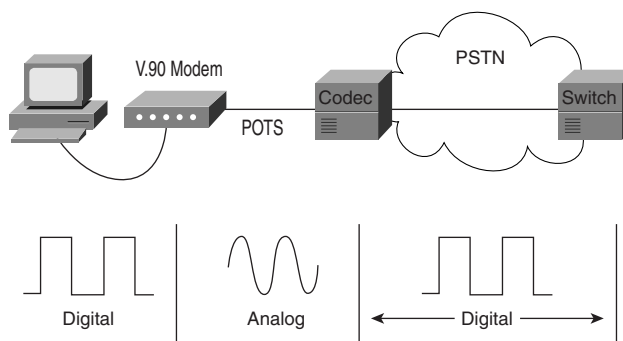 V.90 Modem
PSTN
Codec
Switch
POTS
Digital
Analog
Digital